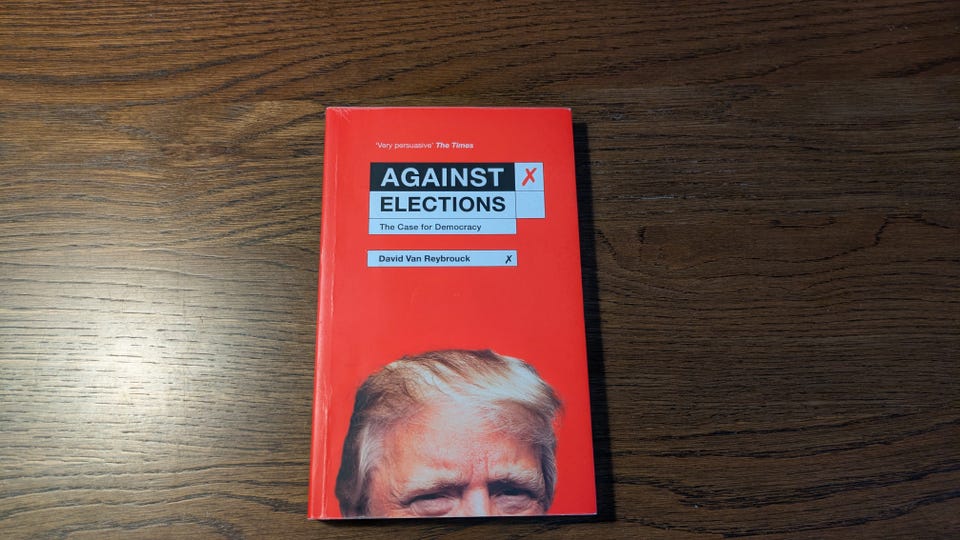 'Very persuasive' The Times
AGAINST ✗
ELECTIONS
The Case for Democracy
David Van Reybrouck ✗